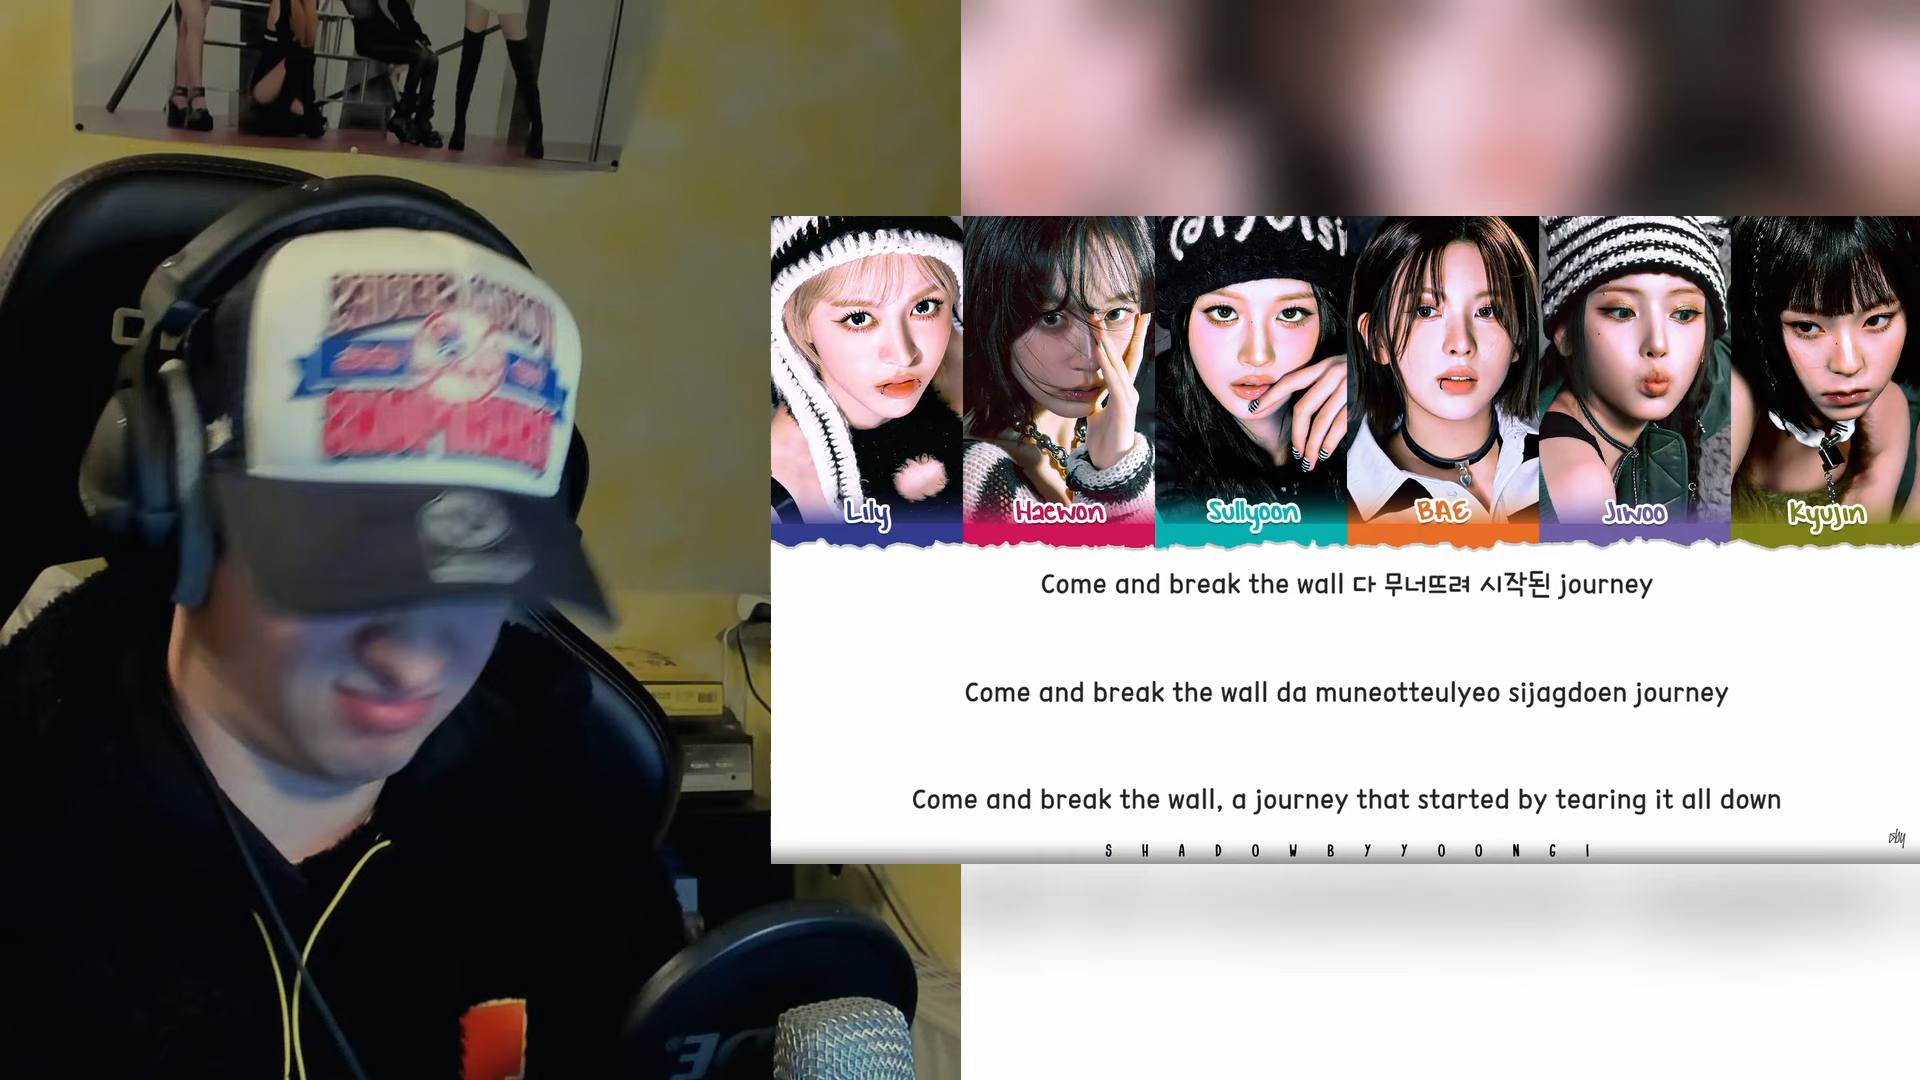 Lily
Haewon
Sullyoon
BAE
Jiwoo
Kyujin
Come and break the wall 다 무너뜨려 시작된 journey
Come and break the wall da muneotteulyeo sijagdoen journey
Come and break the wall, a journey that started by tearing it all down
SHADOWBYYOONGI